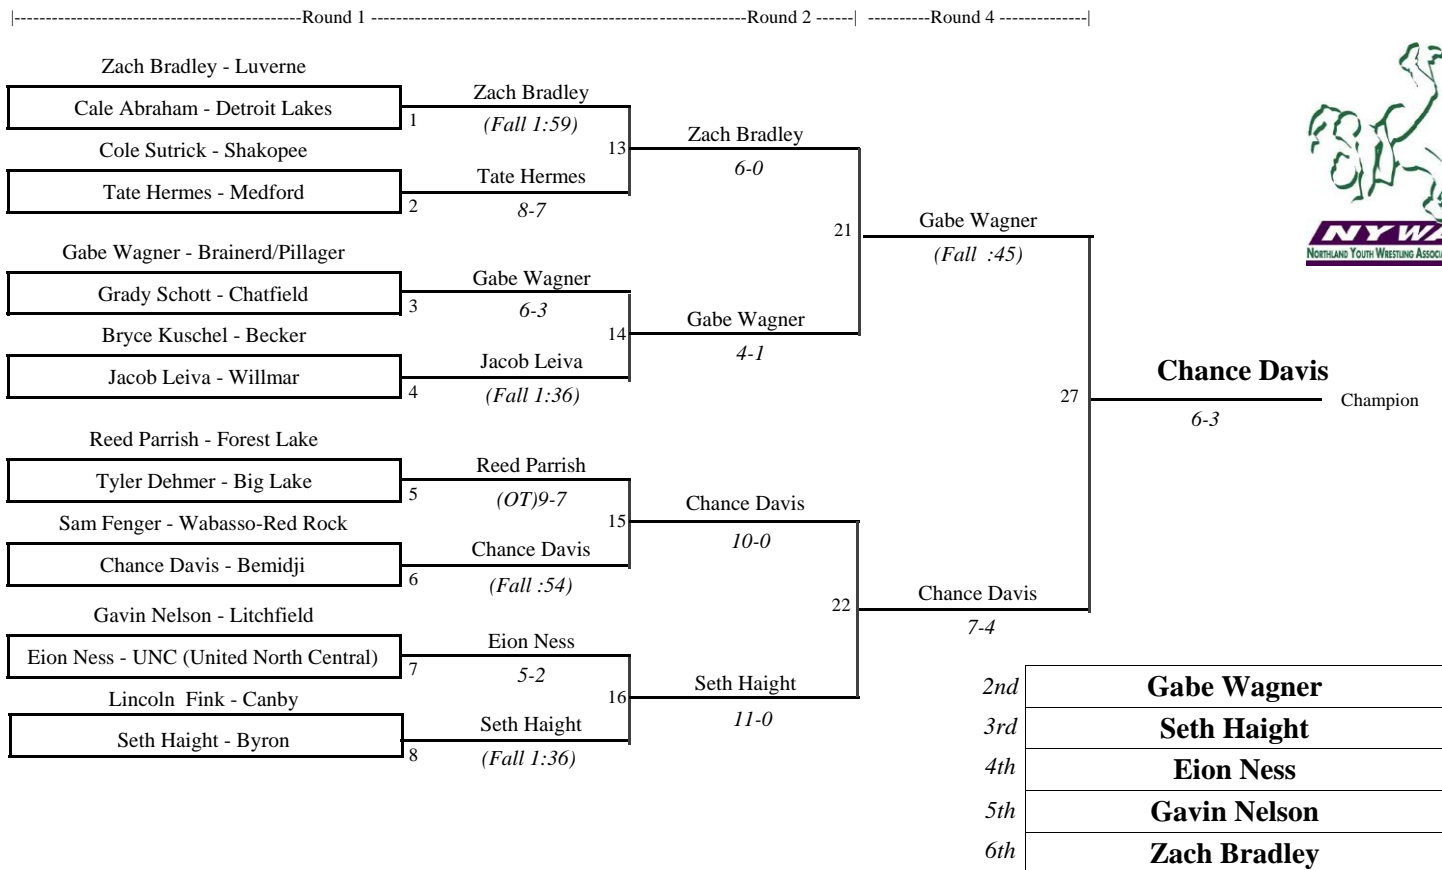 |----------------------------------------------Round 1 ------------------------------------------------------------Round 2 ------| ----------Round 4 --------------|
Zach Bradley - Luverne
Cale Abraham - Detroit Lakes
1
Zach Bradley
(Fall 1:59)
Cole Sutrick - Shakopee
Tate Hermes - Medford
2
Tate Hermes
8-7
13
Zach Bradley
6-0
Gabe Wagner - Brainerd/Pillager
Grady Schott - Chatfield
3
Gabe Wagner
6-3
Bryce Kuschel - Becker
Jacob Leiva - Willmar
4
Jacob Leiva
(Fall 1:36)
14
Gabe Wagner
4-1
21
Gabe Wagner
(Fall :45)
Reed Parrish - Forest Lake
Tyler Dehmer - Big Lake
5
Reed Parrish
(OT)9-7
Sam Fenger - Wabasso-Red Rock
Chance Davis - Bemidji
6
Chance Davis
(Fall :54)
15
Chance Davis
10-0
Gavin Nelson - Litchfield
Eion Ness - UNC (United North Central)
7
Eion Ness
5-2
Lincoln Fink - Canby
Seth Haight - Byron
8
Seth Haight
(Fall 1:36)
16
Seth Haight
11-0
22
Chance Davis
7-4
27
Chance Davis
6-3
Champion
NYWA
NORTHLAND YOUTH WRESTLING ASSOCIA
2nd Gabe Wagner
3rd Seth Haight
4th Eion Ness
5th Gavin Nelson
6th Zach Bradley